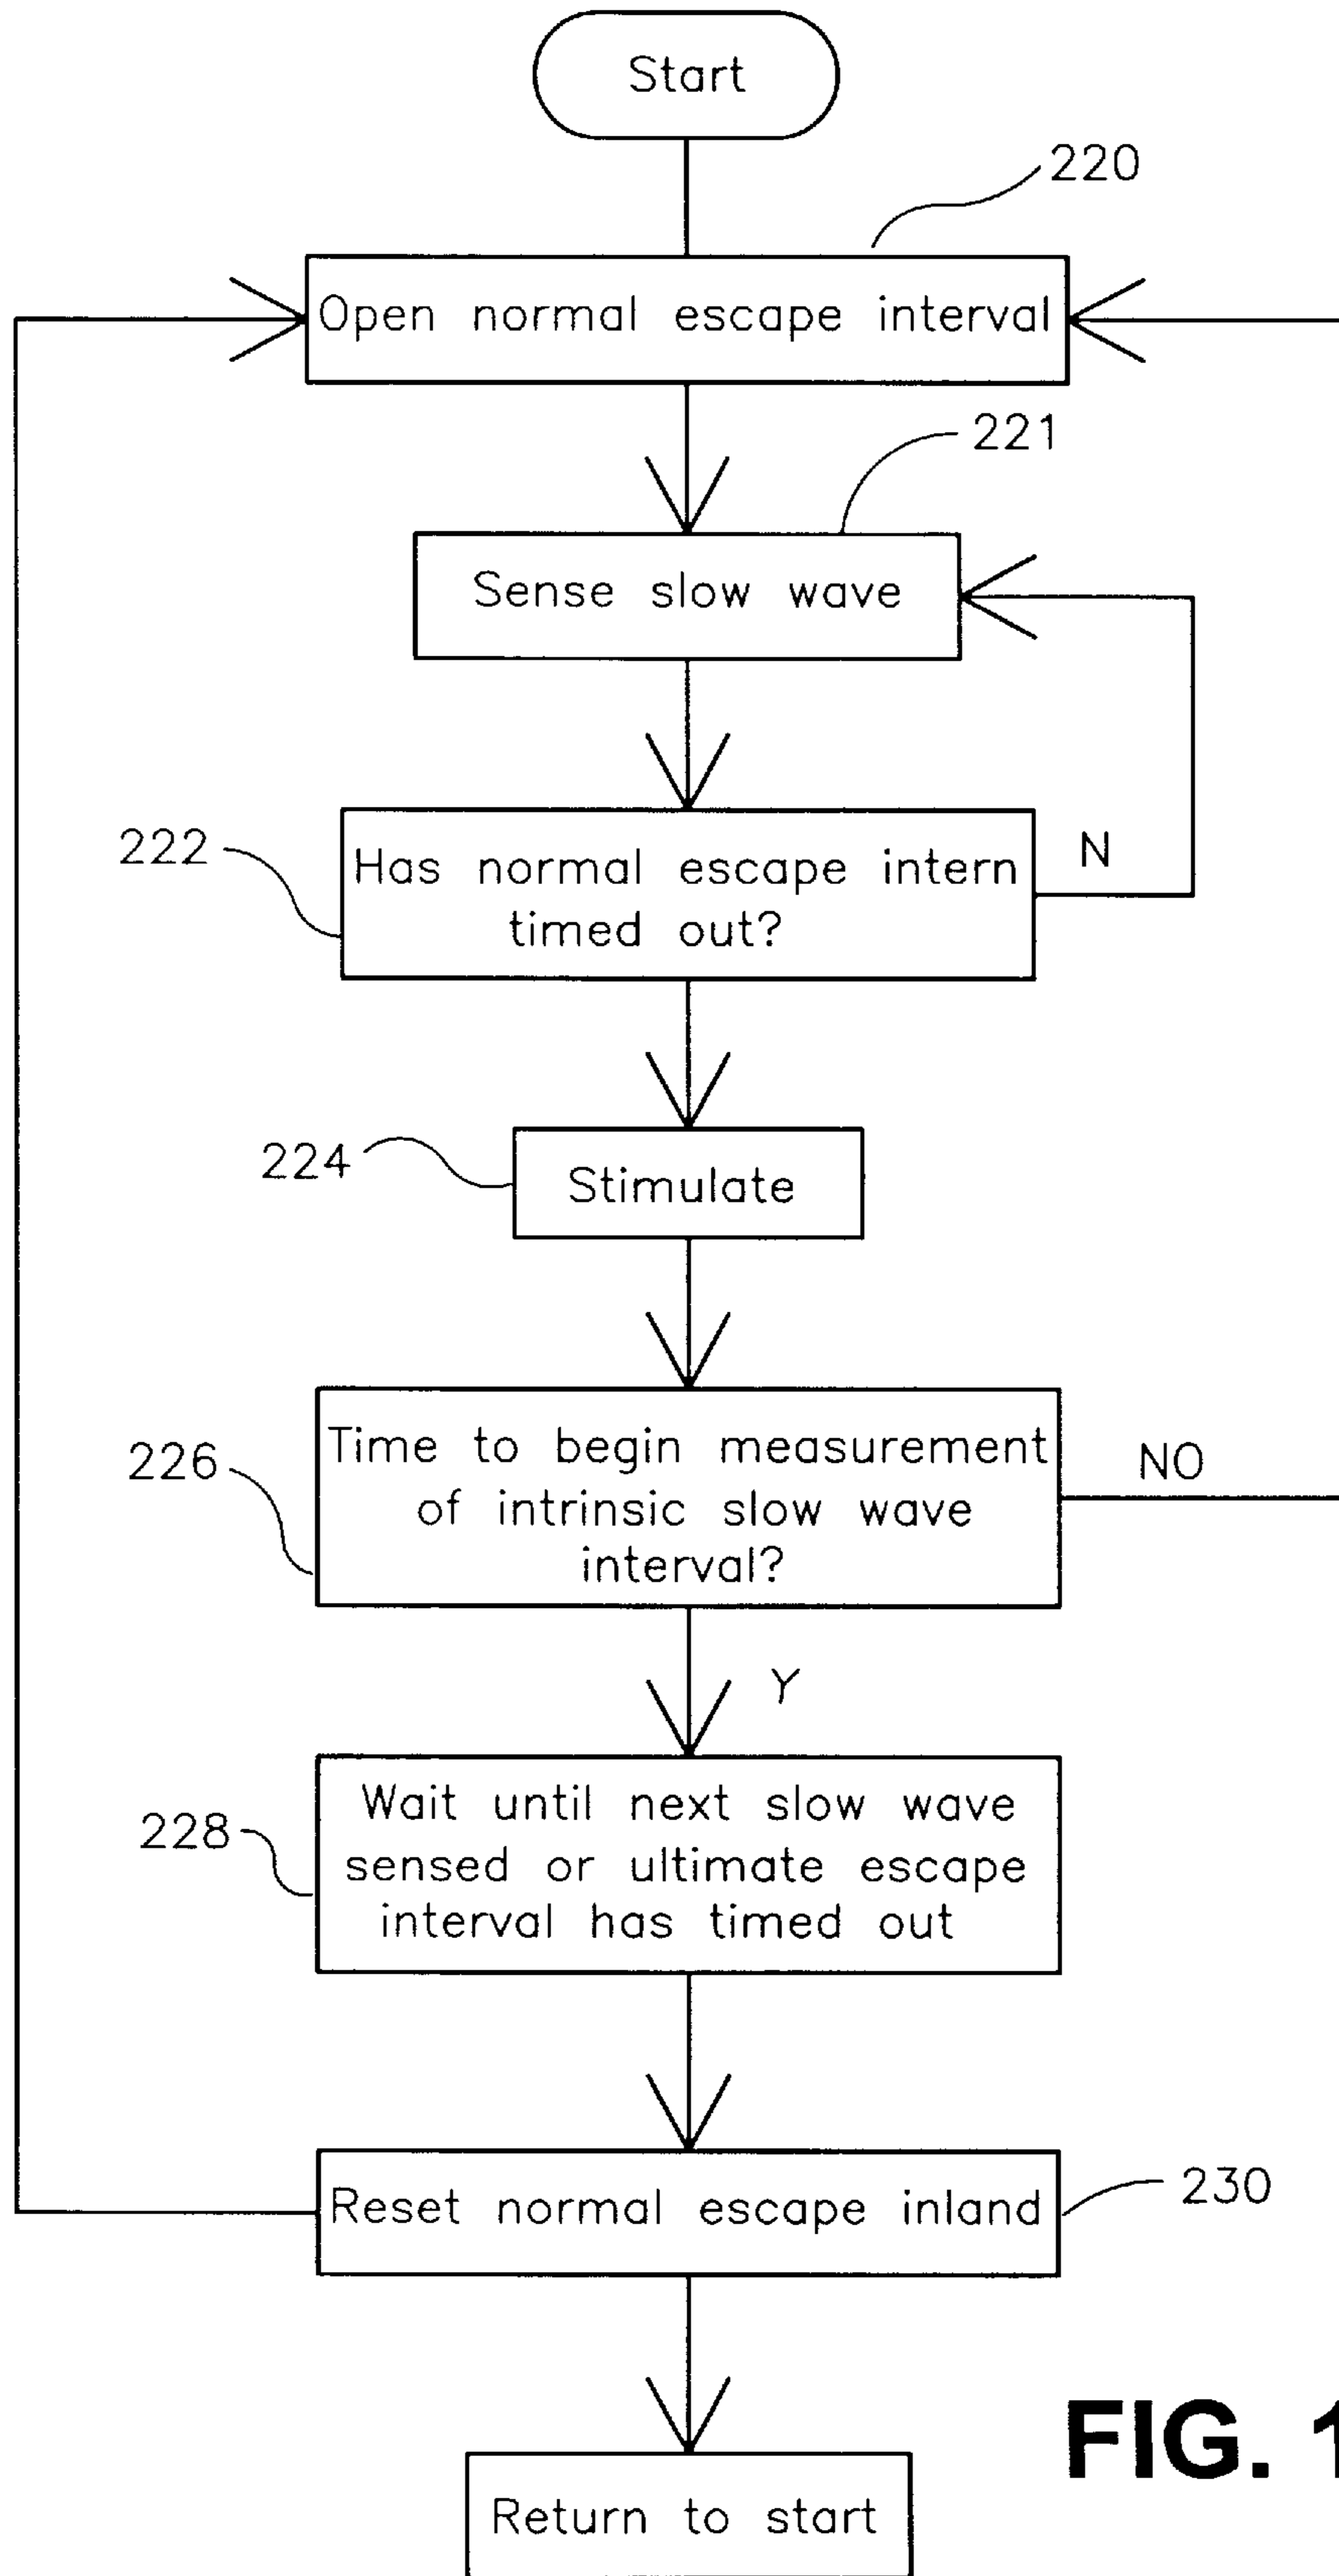 Start
220
Open normal escape interval
221
Sense slow wave
222
Has normal escape intern
timed out?
N
224
Stimulate
226
Time to begin measurement
of intrinsic slow wave
interval?
NO
Y
228
Wait until next slow wave
sensed or ultimate escape
interval has timed out
Reset normal escape inland
230
Return to start
FIG. 1